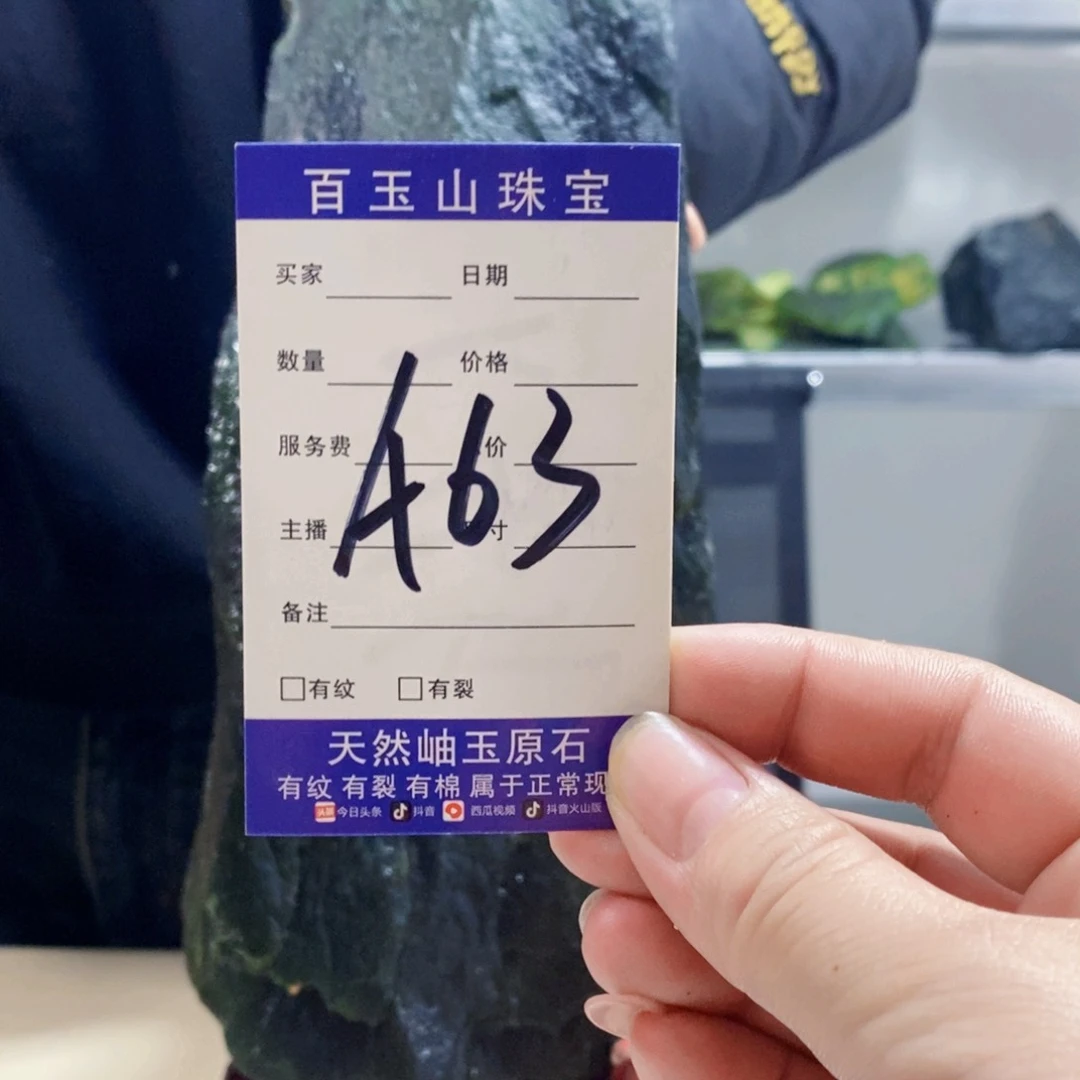 百玉山珠宝
买家 日期
数量 价格
服务费 价
主播 寸
A63
备注
□有纹 □有裂
天然岫玉原石
有纹 有裂 有棉 属于正常现
头条 今日头条 抖音 西瓜视频 抖音火山版